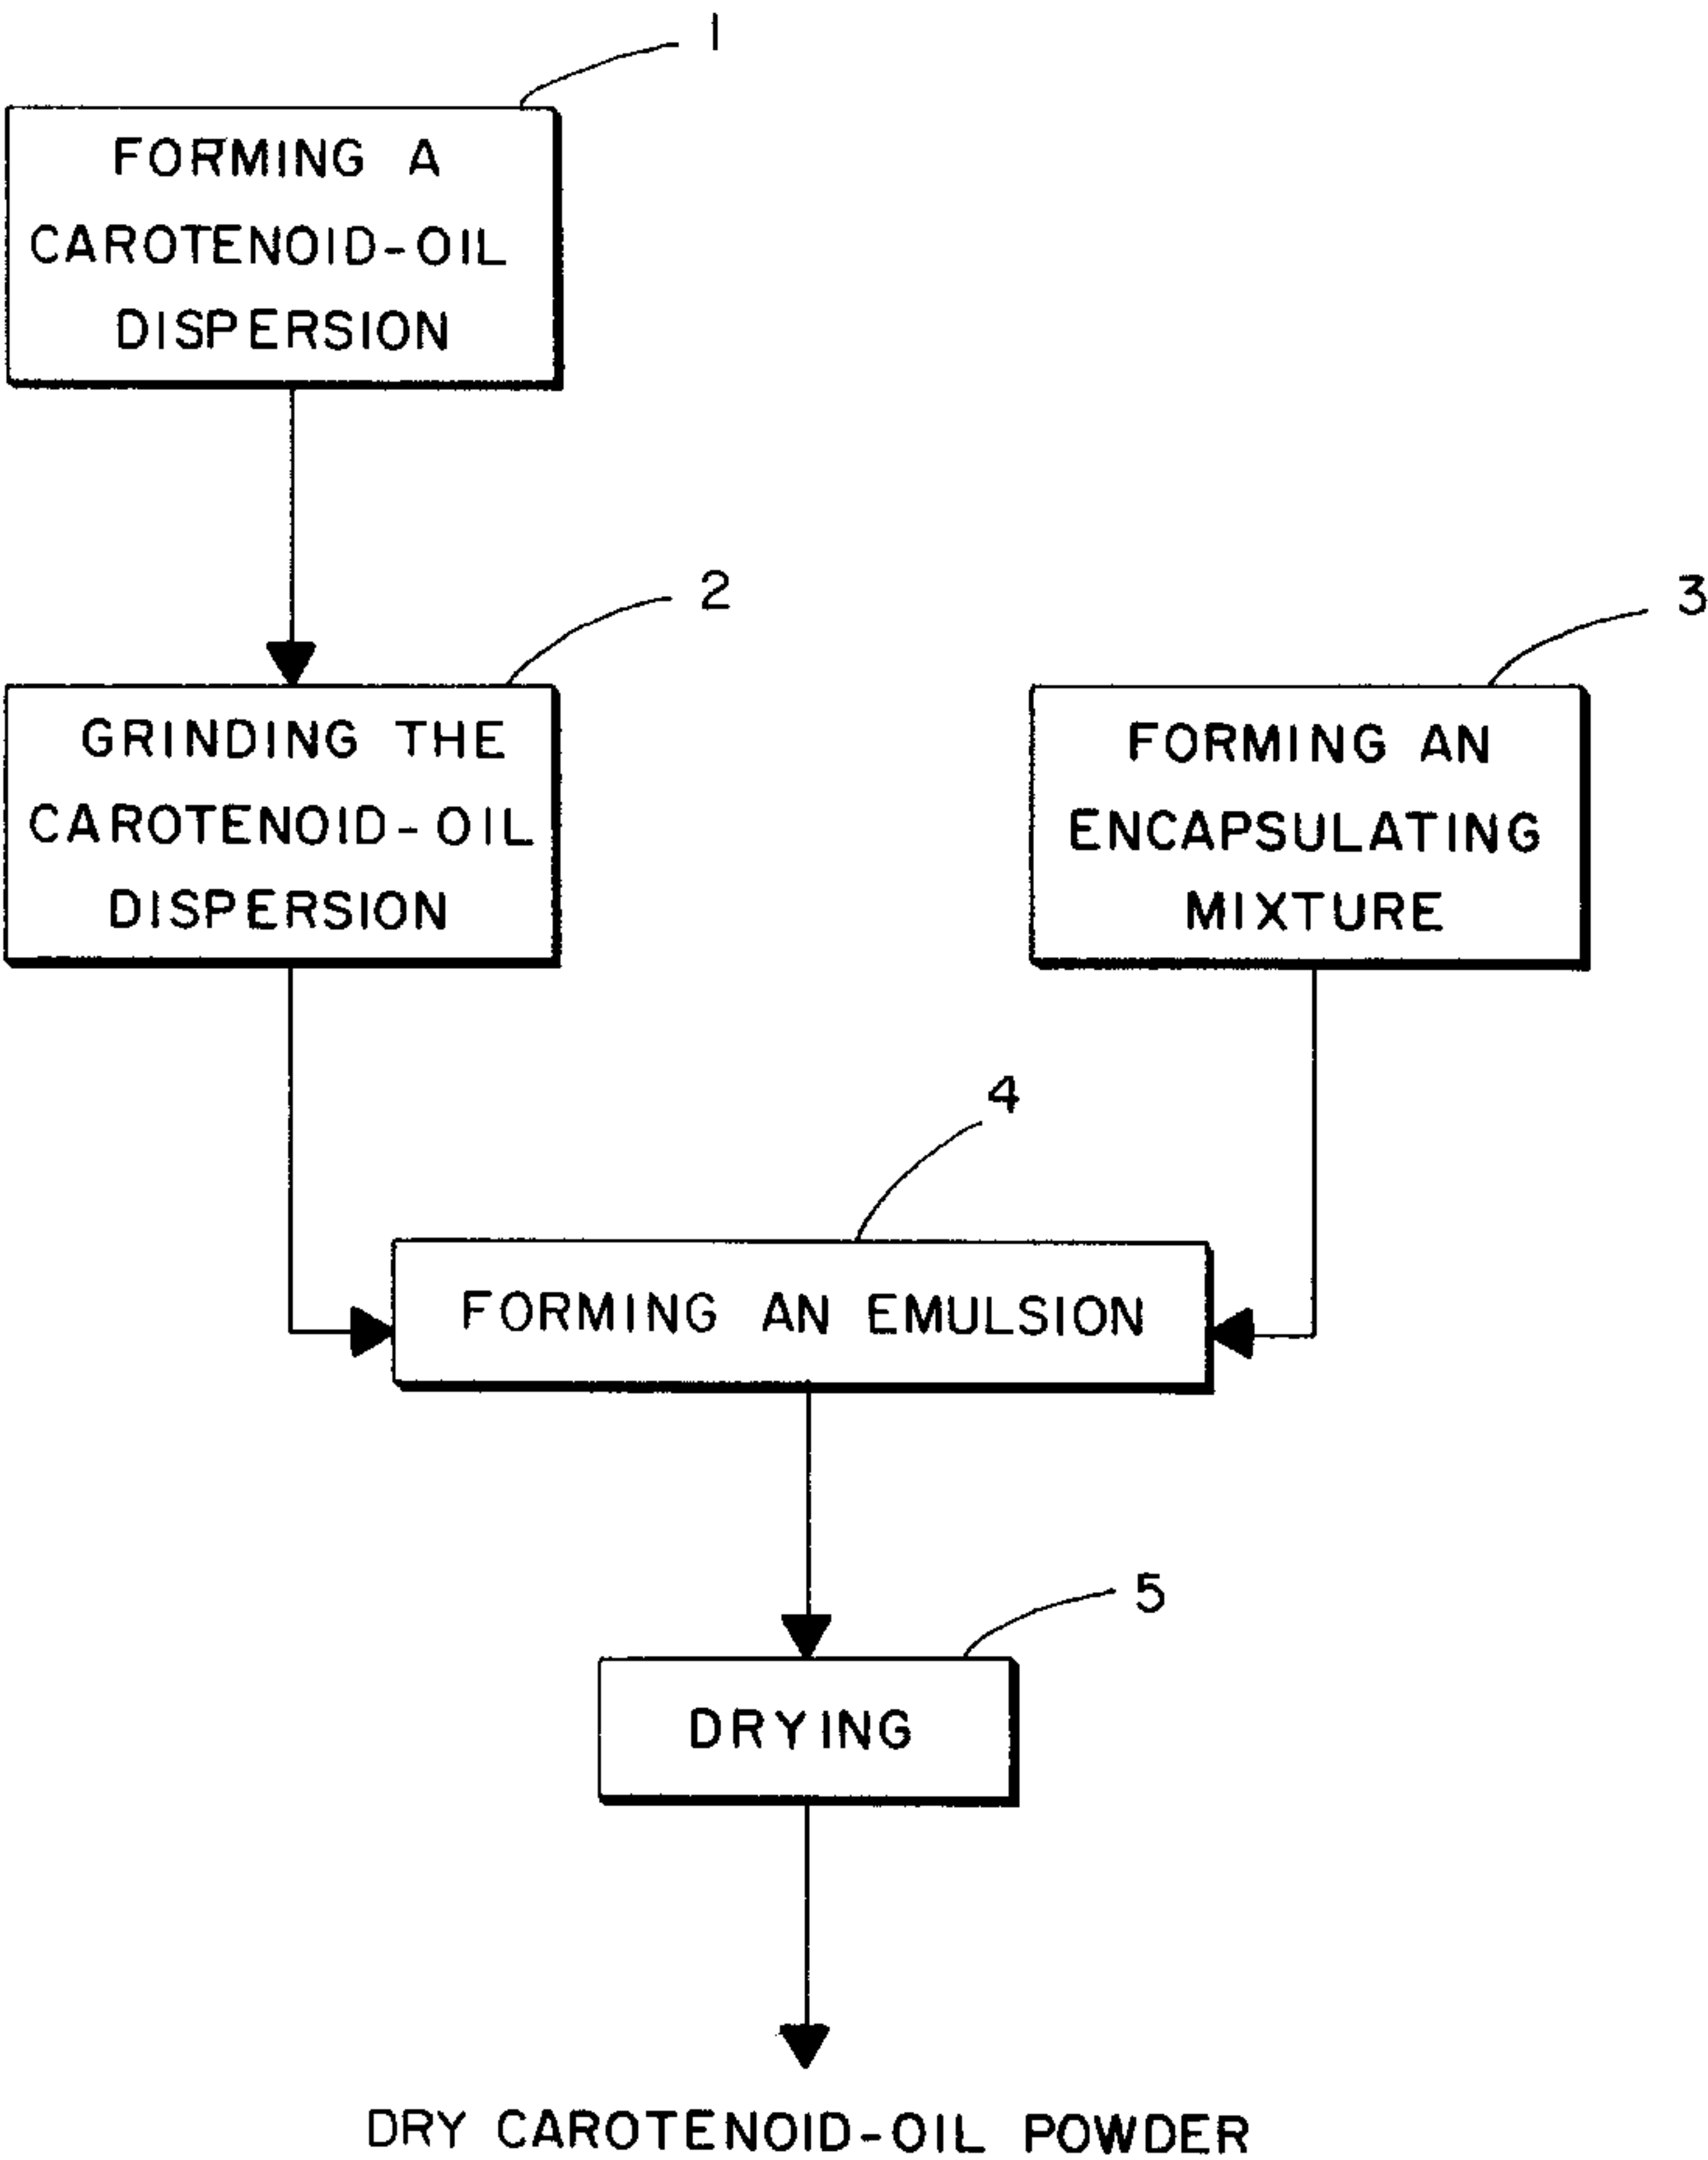 1
FORMING A
CAROTENOID-OIL
DISPERSION
2
GRINDING THE
CAROTENOID-OIL
DISPERSION
3
FORMING AN
ENCAPSULATING
MIXTURE
4
FORMING AN EMULSION
5
DRYING
DRY CAROTENOID-OIL POWDER